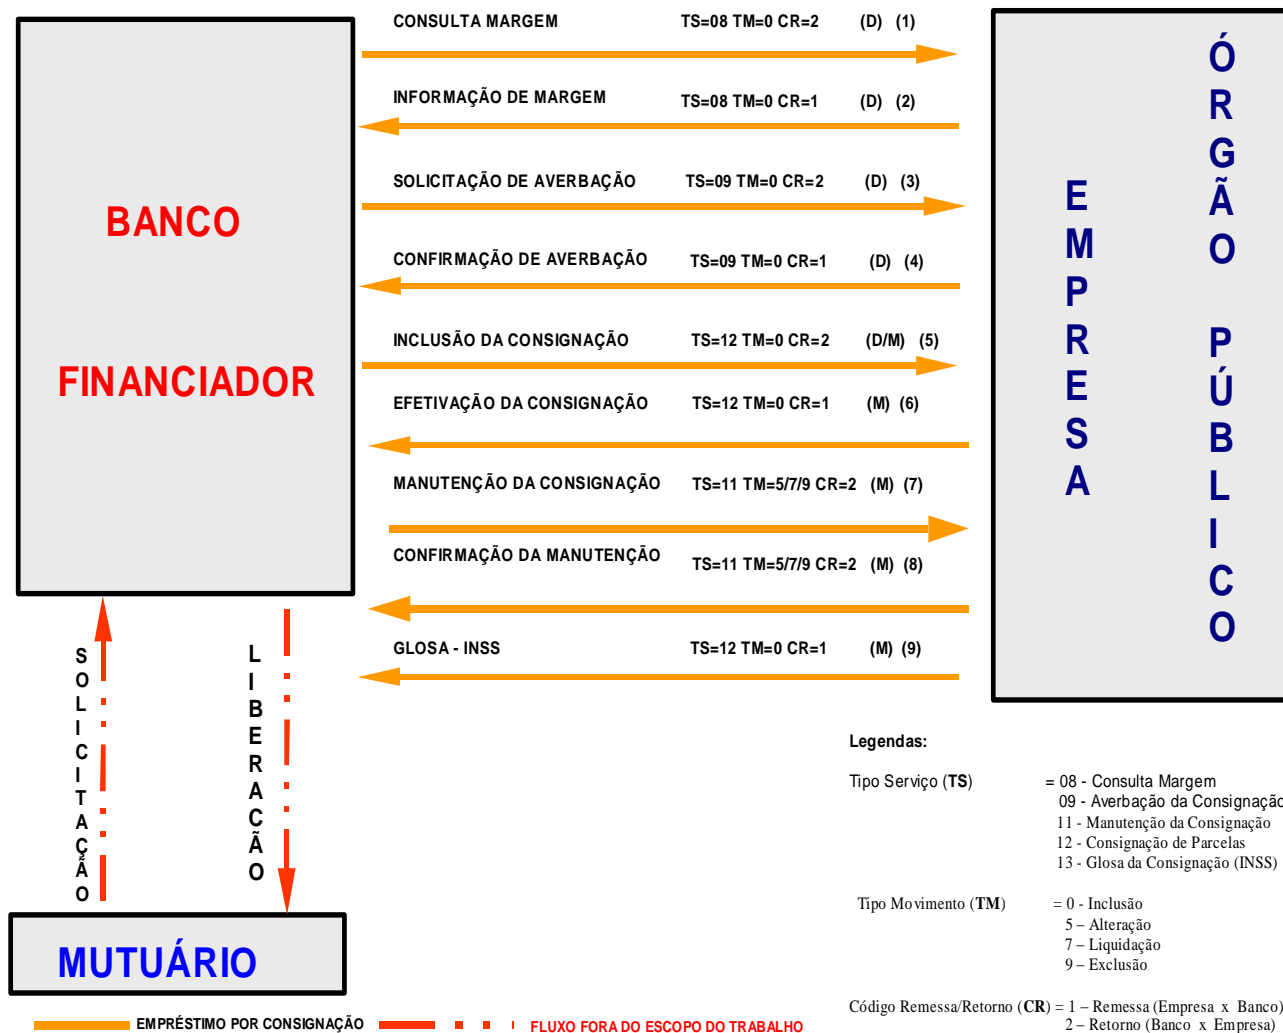 CONSULTA MARGEM TS=08 TM=0 CR=2 (D) (1)
INFORMAÇÃO DE MARGEM TS=08 TM=0 CR=1 (D) (2)
SOLICITAÇÃO DE AVERBAÇÃO TS=09 TM=0 CR=2 (D) (3)
CONFIRMAÇÃO DE AVERBAÇÃO TS=09 TM=0 CR=1 (D) (4)
INCLUSÃO DA CONSIGNAÇÃO TS=12 TM=0 CR=2 (D/M) (5)
EFETIVAÇÃO DA CONSIGNAÇÃO TS=12 TM=0 CR=1 (M) (6)
MANUTENÇÃO DA CONSIGNAÇÃO TS=11 TM=5/7/9 CR=2 (M) (7)
CONFIRMAÇÃO DA MANUTENÇÃO TS=11 TM=5/7/9 CR=2 (M) (8)
GLOSA - INSS TS=12 TM=0 CR=1 (M) (9)
BANCO
FINANCIADOR
EMPRESA
ÓRGÃO PÚBLICO
SOLICITAÇÃO
LIBERACÃO
MUTUÁRIO
Legendas:
Tipo Serviço (TS) = 08 - Consulta Margem
09 - Averbação da Consignação
11 - Manutenção da Consignação
12 - Consignação de Parcelas
13 - Glosa da Consignação (INSS)
Tipo Movimento (TM) = 0 - Inclusão
5 – Alteração
7 – Liquidação
9 – Exclusão
Código Remessa/Retorno (CR) = 1 – Remessa (Empresa x Banco)
2 – Retorno (Banco x Empresa)
EMPRÉSTIMO POR CONSIGNAÇÃO FLUXO FORA DO ESCOPO DO TRABALHO